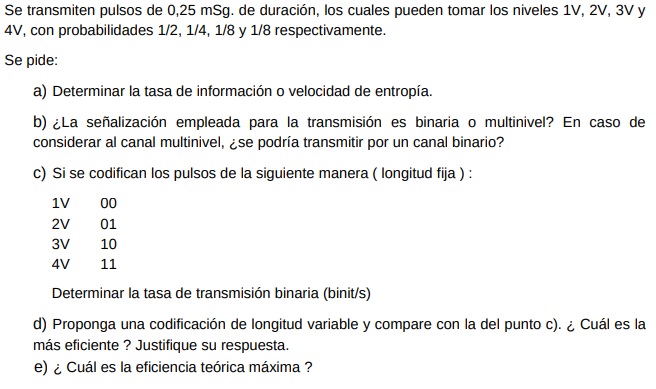 Se transmiten pulsos de 0,25 mSg. de duración, los cuales pueden tomar los niveles 1V, 2V, 3V y
4V, con probabilidades 1/2, 1/4, 1/8 y 1/8 respectivamente.
Se pide:
a) Determinar la tasa de información o velocidad de entropía.
b) ¿La señalización empleada para la transmisión es binaria o multinivel? En caso de
considerar al canal multinivel, ¿se podría transmitir por un canal binario?
c) Si se codifican los pulsos de la siguiente manera ( longitud fija ) :
1V 00
2V 01
3V 10
4V 11
Determinar la tasa de transmisión binaria (binit/s)
d) Proponga una codificación de longitud variable y compare con la del punto c). ¿ Cuál es la
más eficiente ? Justifique su respuesta.
e) ¿ Cuál es la eficiencia teórica máxima ?